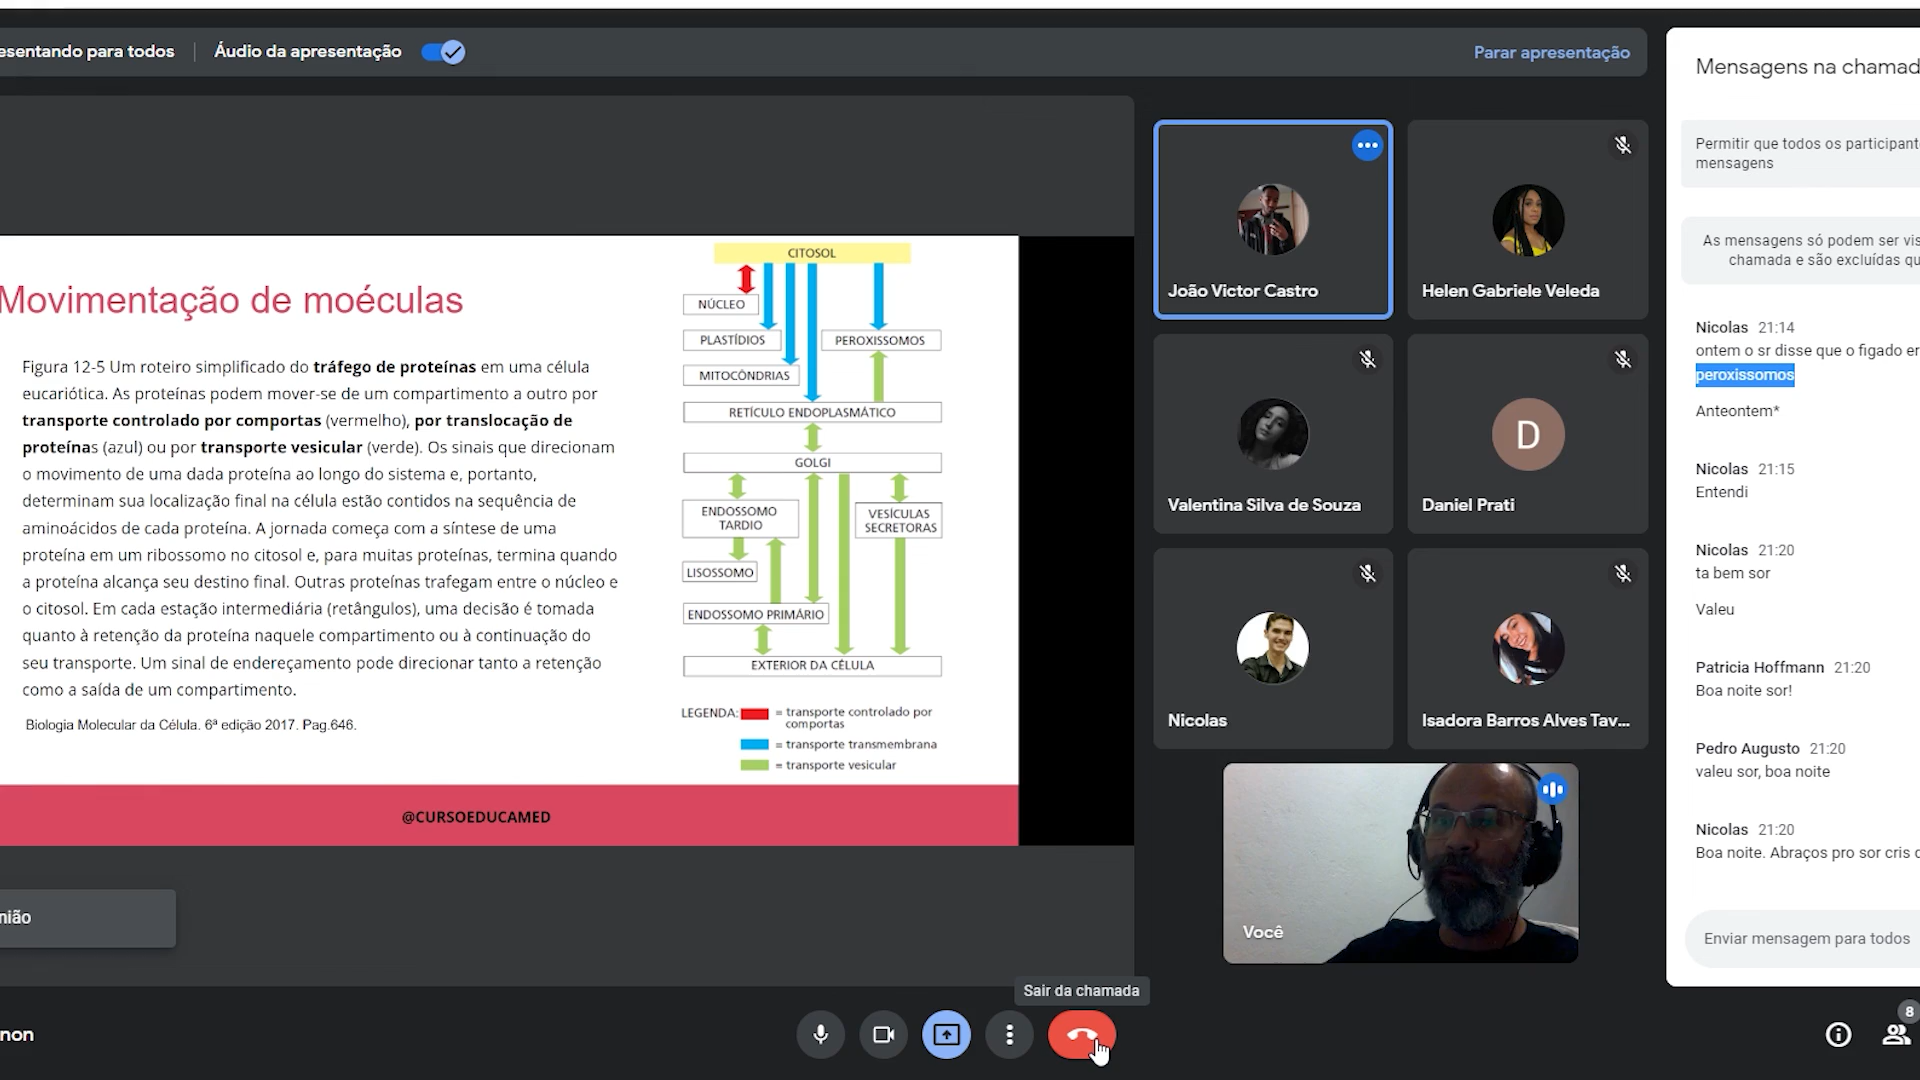 esentando para todos
Áudio da apresentação
Parar apresentação
Movimentação de moéculas
Figura 12-5 Um roteiro simplificado do tráfego de proteínas em uma célula
eucariótica. As proteínas podem mover-se de um compartimento a outro por
transporte controlado por comportas (vermelho), por translocação de
proteínas (azul) ou por transporte vesicular (verde). Os sinais que direcionam
o movimento de uma dada proteína ao longo do sistema e, portanto,
determinam sua localização final na célula estão contidos na sequência de
aminoácidos de cada proteína. A jornada começa com a síntese de uma
proteína em um ribossomo no citosol e, para muitas proteínas, termina quando
a proteína alcança seu destino final. Outras proteínas trafegam entre o núcleo e
o citosol. Em cada estação intermediária (retângulos), uma decisão é tomada
quanto à retenção da proteína naquele compartimento ou à continuação do
seu transporte. Um sinal de endereçamento pode direcionar tanto a retenção
como a saída de um compartimento.
Biologia Molecular da Célula. 6ª edição 2017. Pag.646.
CITOSOL
NÚCLEO
PLASTÍDIOS
PEROXISSOMOS
MITOCÔNDRIAS
RETÍCULO ENDOPLASMÁTICO
GOLGI
ENDOSSOMO
TARDIO
VESÍCULAS
SECRETORAS
LISOSSOMO
ENDOSSOMO PRIMÁRIO
EXTERIOR DA CÉLULA
LEGENDA:
= transporte controlado por
comportas
= transporte transmembrana
= transporte vesicular
@CURSOEDUCAMED
nião
non
João Victor Castro
Helen Gabriele Veleda
Valentina Silva de Souza
D
Daniel Prati
Nicolas
Isadora Barros Alves Tav...
Você
Sair da chamada
Mensagens na chamad
Permitir que todos os participant
mensagens
As mensagens só podem ser vis
chamada e são excluídas qu
Nicolas 21:14
ontem o sr disse que o figado er
peroxissomos
Anteontem*
Nicolas 21:15
Entendi
Nicolas 21:20
ta bem sor
Valeu
Patricia Hoffmann 21:20
Boa noite sor!
Pedro Augusto 21:20
valeu sor, boa noite
Nicolas 21:20
Boa noite. Abraços pro sor cris
Enviar mensagem para todos
8